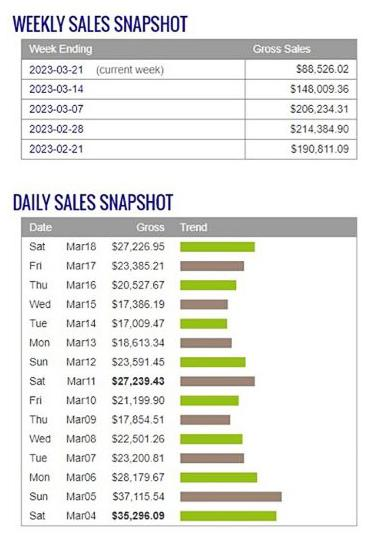 WEEKLY SALES SNAPSHOT
Week Ending Gross Sales
2023-03-21 (current week) $88,526.02
2023-03-14 $148,009.36
2023-03-07 $206,234.31
2023-02-28 $214,384.90
2023-02-21 $190,811.09
DAILY SALES SNAPSHOT
Date Gross Trend
Sat Mar18 $27,226.95
Fri Mar17 $23,385.21
Thu Mar16 $20,527.67
Wed Mar15 $17,386.19
Tue Mar14 $17,009.47
Mon Mar13 $18,613.34
Sun Mar12 $23,591.45
Sat Mar11 $27,239.43
Fri Mar10 $21,199.90
Thu Mar09 $17,854.51
Wed Mar08 $22,501.26
Tue Mar07 $23,200.81
Mon Mar06 $28,179.67
Sun Mar05 $37,115.54
Sat Mar04 $35,296.09